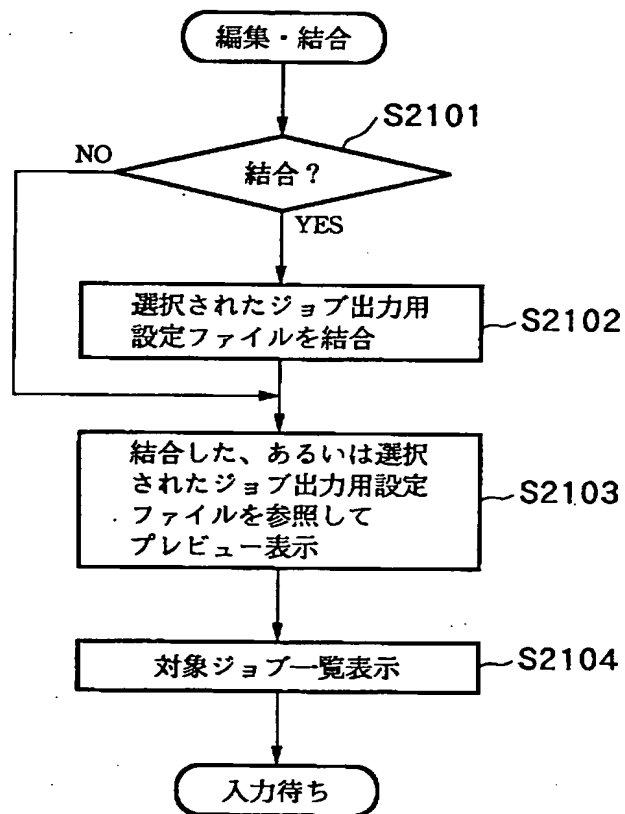 編集・結合
S2101
NO
結合?
YES
選択されたジョブ出力用
設定ファイルを結合
S2102
結合した、あるいは選択
されたジョブ出力用設定
ファイルを参照して
プレビュー表示
S2103
対象ジョブ一覧表示
S2104
入力待ち